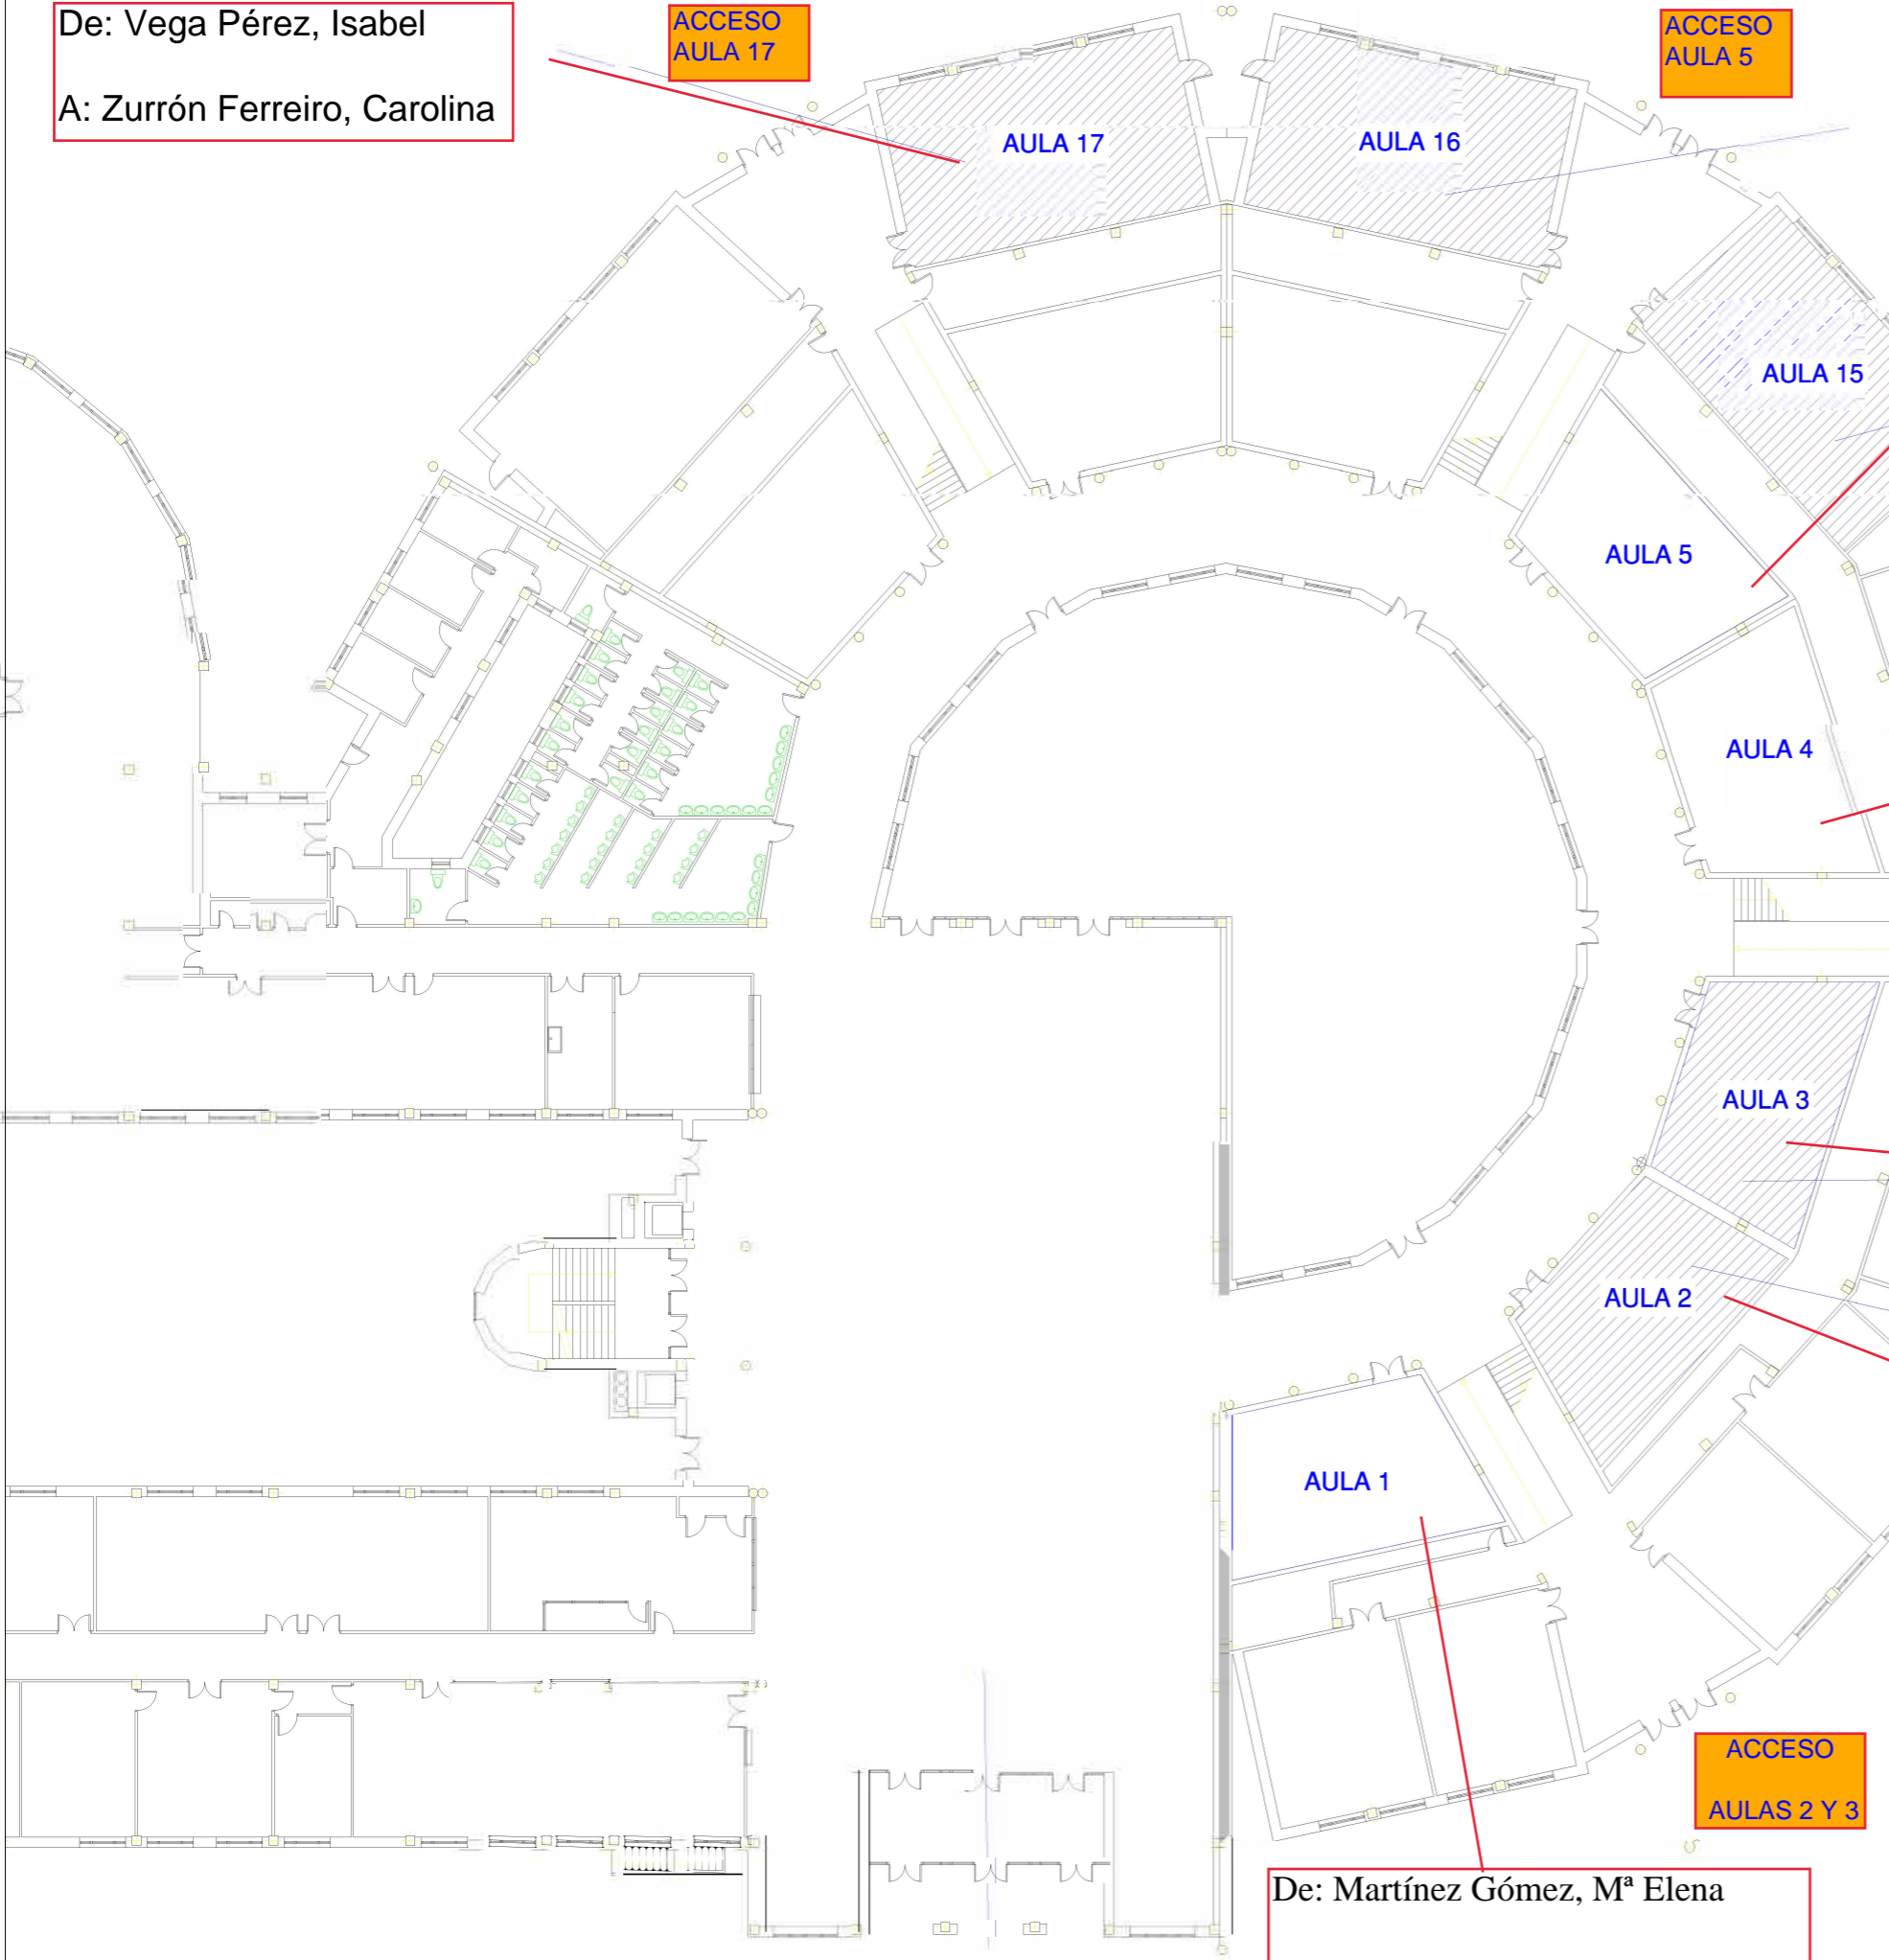 De: Vega Pérez, Isabel
A: Zurrón Ferreiro, Carolina
ACCESO
AULA 17
ACCESO
AULA 5
AULA 17
AULA 16
AULA 15
AULA 5
AULA 4
AULA 3
AULA 2
AULA 1
ACCESO
AULAS 2 Y 3
De: Martínez Gómez, Mª Elena